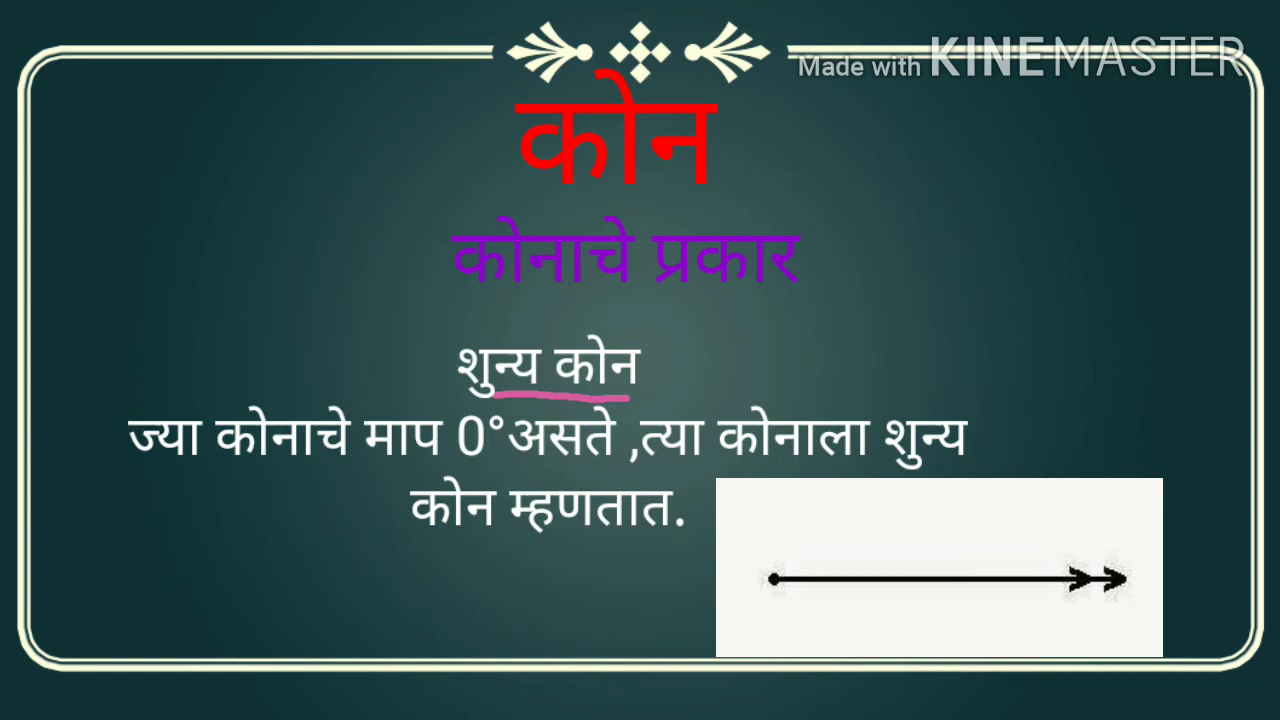 Made with KINEMASTER
कोन
कोनाचे प्रकार
शुन्य कोन
ज्या कोनाचे माप 0°असते ,त्या कोनाला शुन्य
कोन म्हणतात.